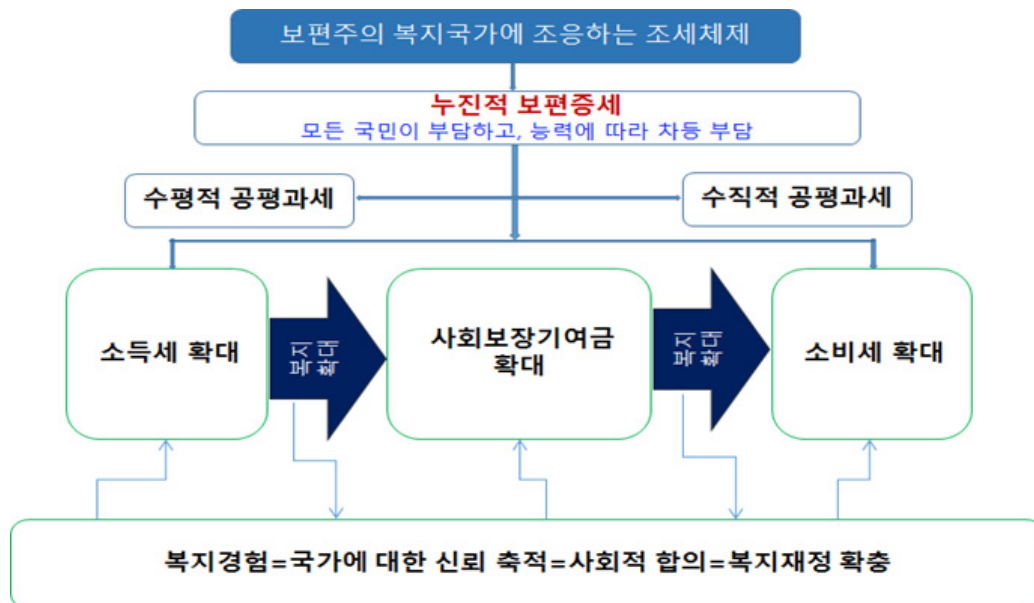 보편주의 복지국가에 조응하는 조세체제
누진적 보편증세
모든 국민이 부담하고, 능력에 따라 차등 부담
수평적 공평과세
수직적 공평과세
소득세 확대
복지
확대
사회보장기여금
확대
복지
확대
소비세 확대
복지경험=국가에 대한 신뢰 축적=사회적 합의=복지재정 확충